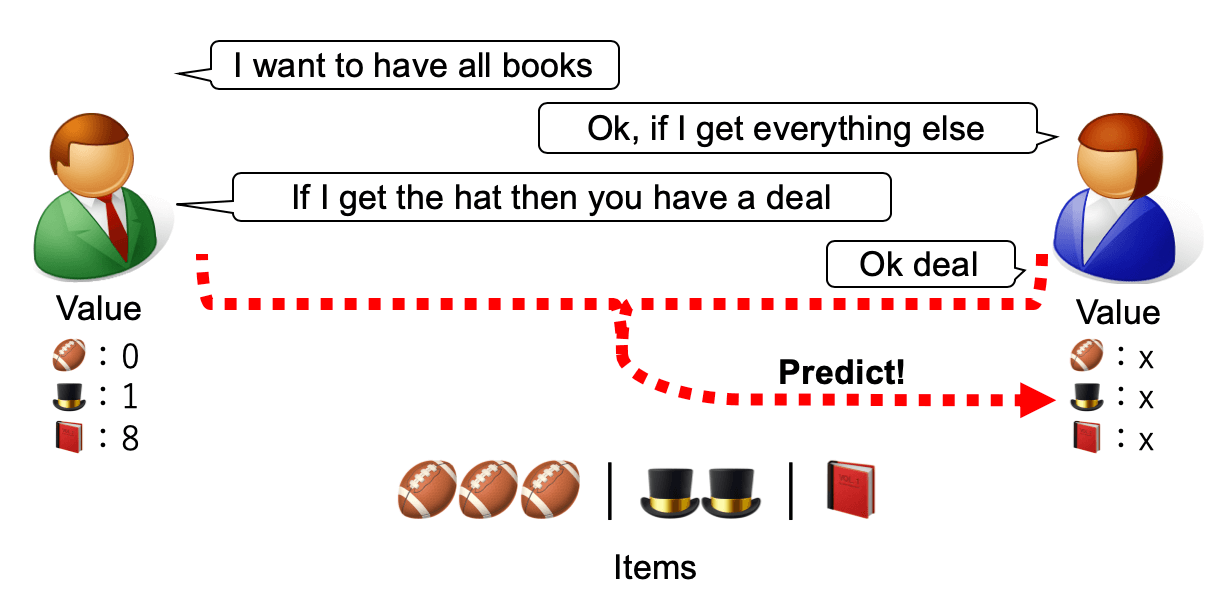 I want to have all books
Ok, if I get everything else
If I get the hat then you have a deal
Ok deal
Value
: 0
: 1
: 8
Predict!
Value
: x
: x
: x
Items